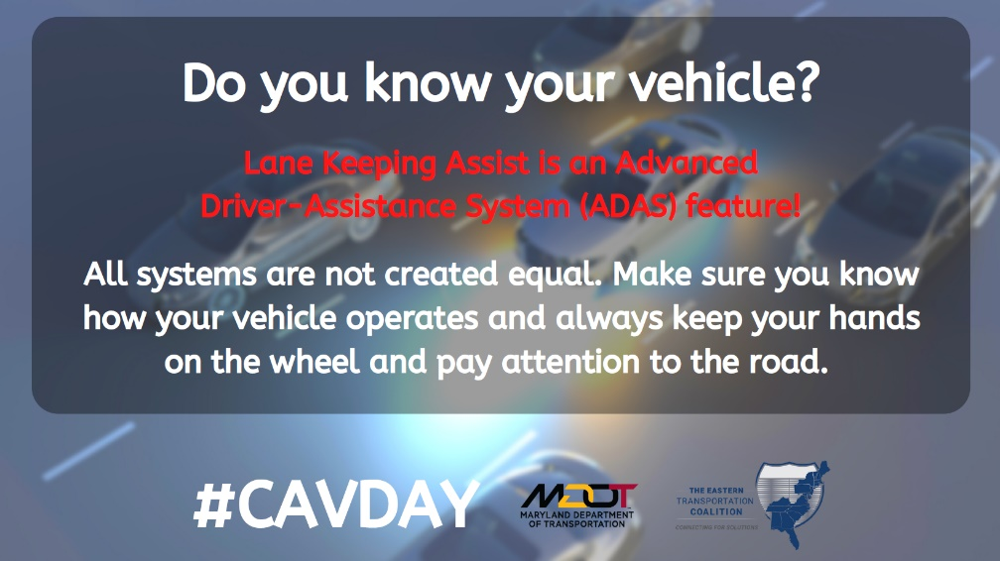 Do you know your vehicle?
Lane Keeping Assist is an Advanced
Driver-Assistance System (ADAS) feature!
All systems are not created equal. Make sure you know
how your vehicle operates and always keep your hands
on the wheel and pay attention to the road.
#CAVDAY
MDOT
MARYLAND DEPARTMENT
OF TRANSPORTATION
THE EASTERN
TRANSPORTATION
COALITION
CONNECTING FOR SOLUTIONS